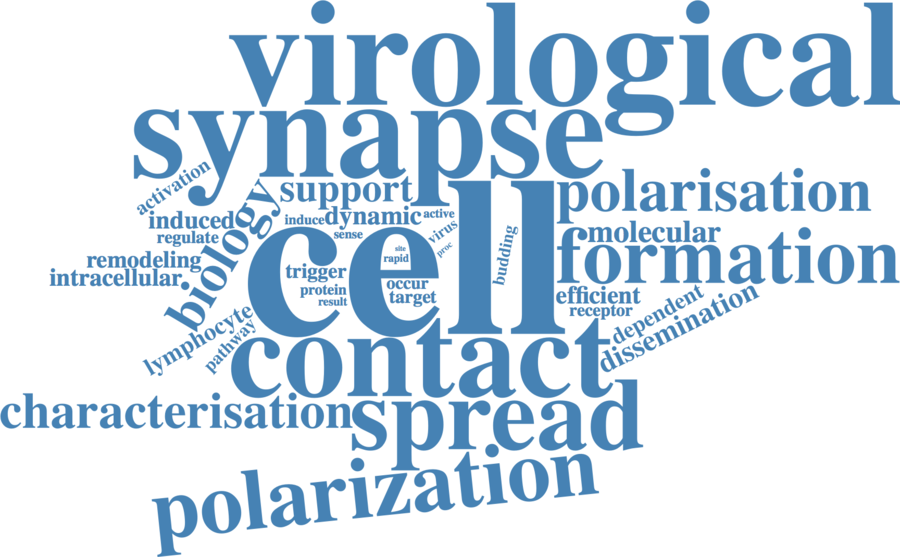 virological
synapse
activation
support
polarisation
biology
induced
induce
dynamic
active
virus
regulate
sense
molecular
site
proc
budding
cell
formation
remodeling
rapid
intracellular
trigger
occur
protein
target
result
efficient
receptor
dependent
dissemination
lymphocyte
pathway
contact
characterisation
spread
polarization